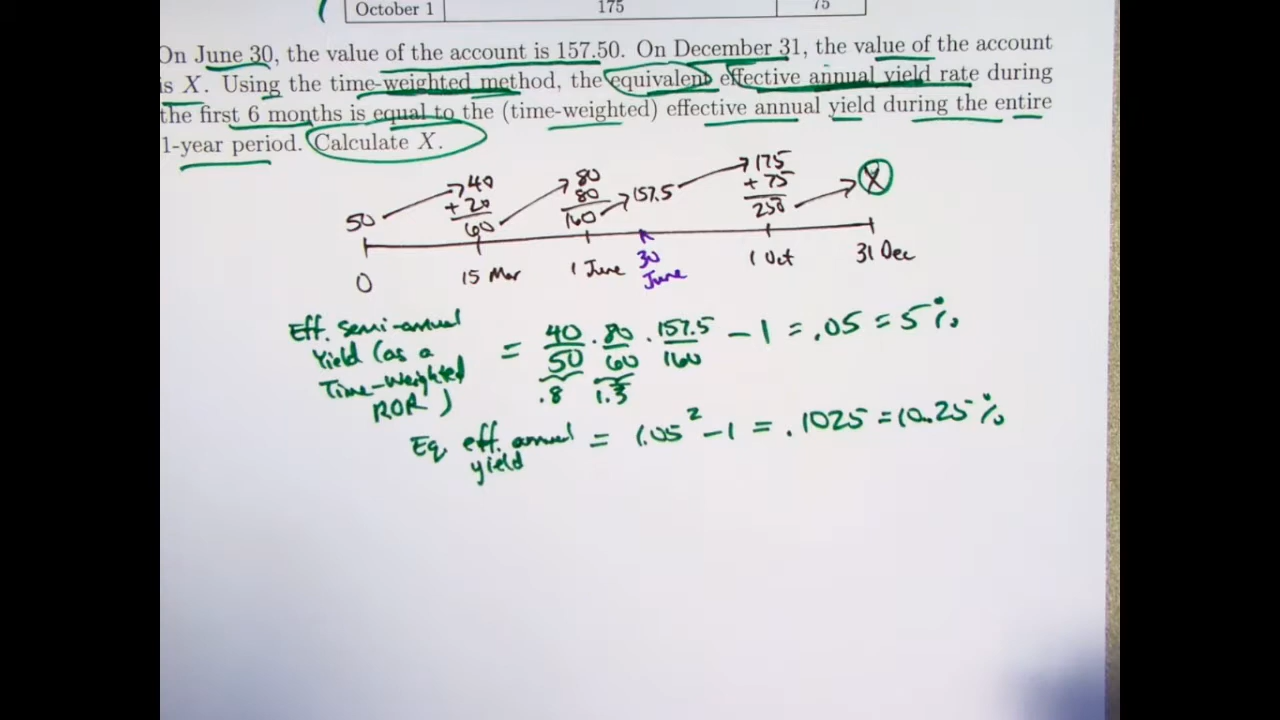 October 1 175 75
On June 30, the value of the account is 157.50. On December 31, the value of the account
is X. Using the time-weighted method, the equivalent effective annual yield rate during
the first 6 months is equal to the (time-weighted) effective annual yield during the entire
1-year period. Calculate X.
50
40
+ 20
60
80
80
160
157.5
175
+ 75
250
X
0
15 Mar
1 June
30
June
1 Oct
31 Dec
Eff. semi-annual
Yield (as a
Time-Weighted
ROR)
= 40/50 · 80/60 · 157.5/160 - 1 = .05 = 5%
.8 1.3
Eq. eff. annual
yield
= 1.05² - 1 = .1025 = 10.25%